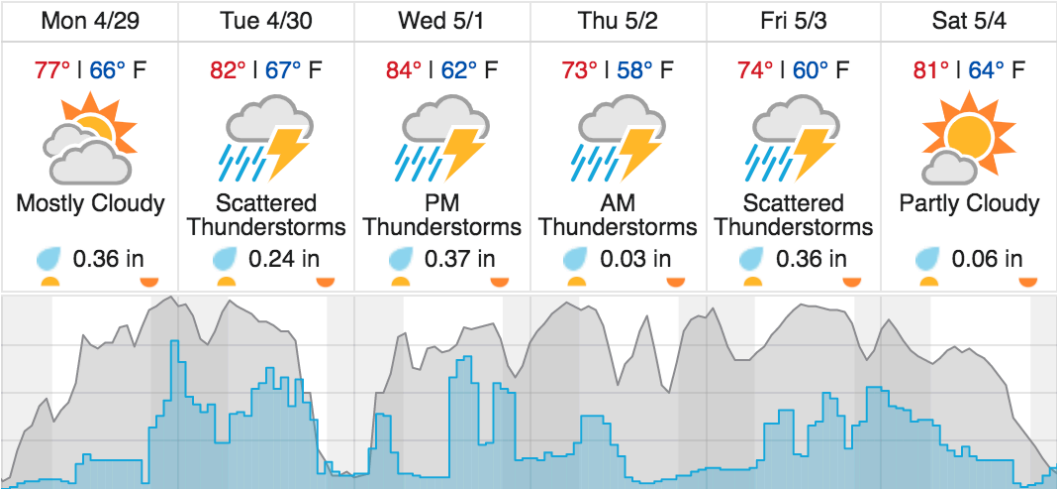 Mon 4/29
Tue 4/30
Wed 5/1
Thu 5/2
Fri 5/3
Sat 5/4
77° | 66° F
82° | 67° F
84° | 62° F
73° | 58° F
74° | 60° F
81° | 64° F
Mostly Cloudy
Scattered
Thunderstorms
PM
Thunderstorms
AM
Thunderstorms
Scattered
Thunderstorms
Partly Cloudy
0.36 in
0.24 in
0.37 in
0.03 in
0.36 in
0.06 in